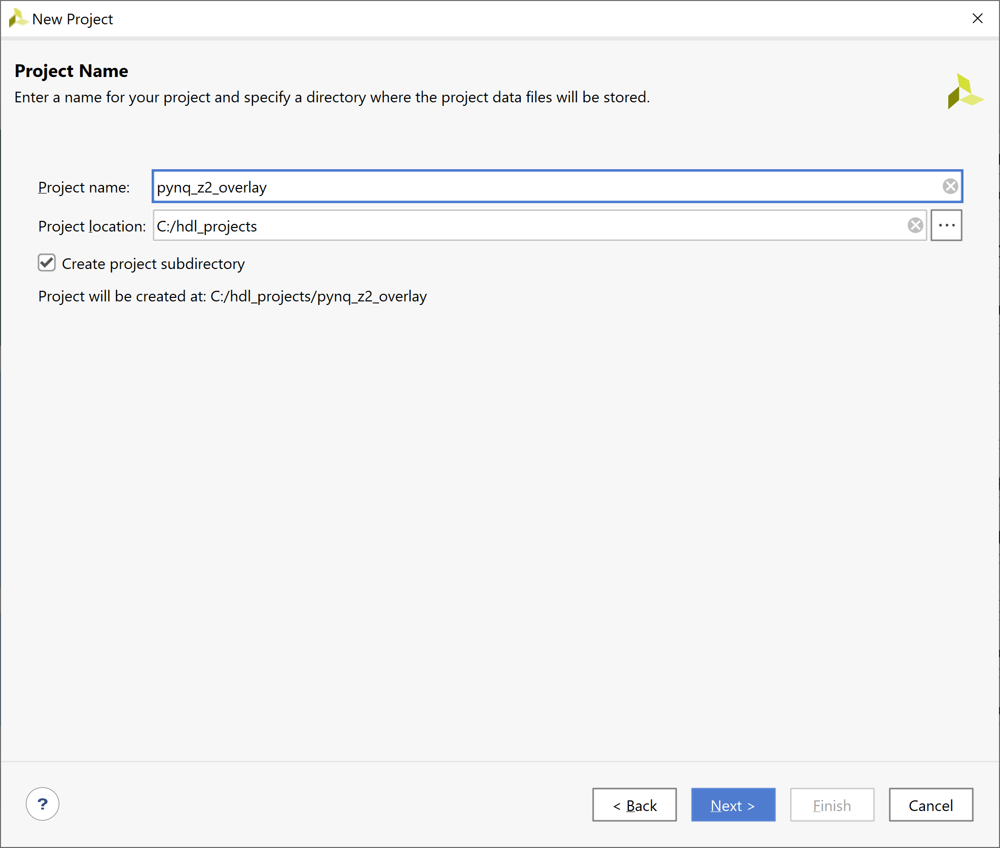 New Project
Project Name
Enter a name for your project and specify a directory where the project data files will be stored.
Project name: pynq_z2_overlay
Project location: C:/hdl_projects ...
Create project subdirectory
Project will be created at: C:/hdl_projects/pynq_z2_overlay
? < Back Next > Finish Cancel